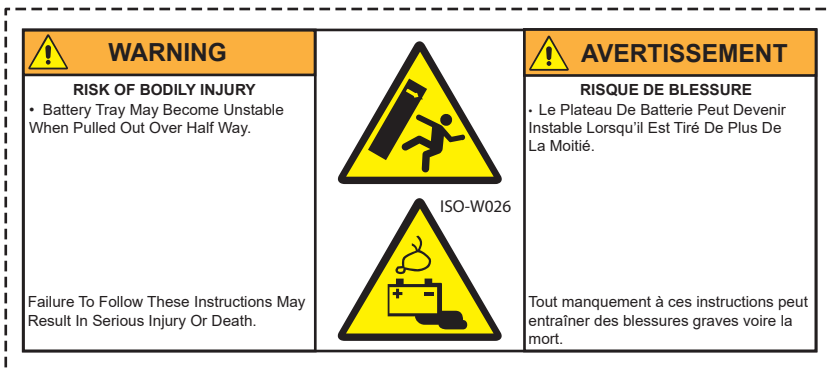 WARNING
RISK OF BODILY INJURY
• Battery Tray May Become Unstable
When Pulled Out Over Half Way.
Failure To Follow These Instructions May
Result In Serious Injury Or Death.
ISO-W026
+ -
AVERTISSEMENT
RISQUE DE BLESSURE
• Le Plateau De Batterie Peut Devenir
Instable Lorsqu'il Est Tiré De Plus De
La Moitié.
Tout manquement à ces instructions peut
entraîner des blessures graves voire la
mort.